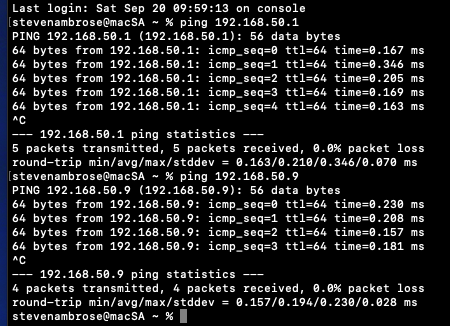 Last login: Sat Sep 20 09:59:13 on console
[stevenambrose@macSA ~ % ping 192.168.50.1
PING 192.168.50.1 (192.168.50.1): 56 data bytes
64 bytes from 192.168.50.1: icmp_seq=0 ttl=64 time=0.167 ms
64 bytes from 192.168.50.1: icmp_seq=1 ttl=64 time=0.346 ms
64 bytes from 192.168.50.1: icmp_seq=2 ttl=64 time=0.205 ms
64 bytes from 192.168.50.1: icmp_seq=3 ttl=64 time=0.169 ms
64 bytes from 192.168.50.1: icmp_seq=4 ttl=64 time=0.163 ms
^C
--- 192.168.50.1 ping statistics ---
5 packets transmitted, 5 packets received, 0.0% packet loss
round-trip min/avg/max/stddev = 0.163/0.210/0.346/0.070 ms
[stevenambrose@macSA ~ % ping 192.168.50.9
PING 192.168.50.9 (192.168.50.9): 56 data bytes
64 bytes from 192.168.50.9: icmp_seq=0 ttl=64 time=0.230 ms
64 bytes from 192.168.50.9: icmp_seq=1 ttl=64 time=0.208 ms
64 bytes from 192.168.50.9: icmp_seq=2 ttl=64 time=0.157 ms
64 bytes from 192.168.50.9: icmp_seq=3 ttl=64 time=0.181 ms
^C
--- 192.168.50.9 ping statistics ---
4 packets transmitted, 4 packets received, 0.0% packet loss
round-trip min/avg/max/stddev = 0.157/0.194/0.230/0.028 ms
stevenambrose@macSA ~ %